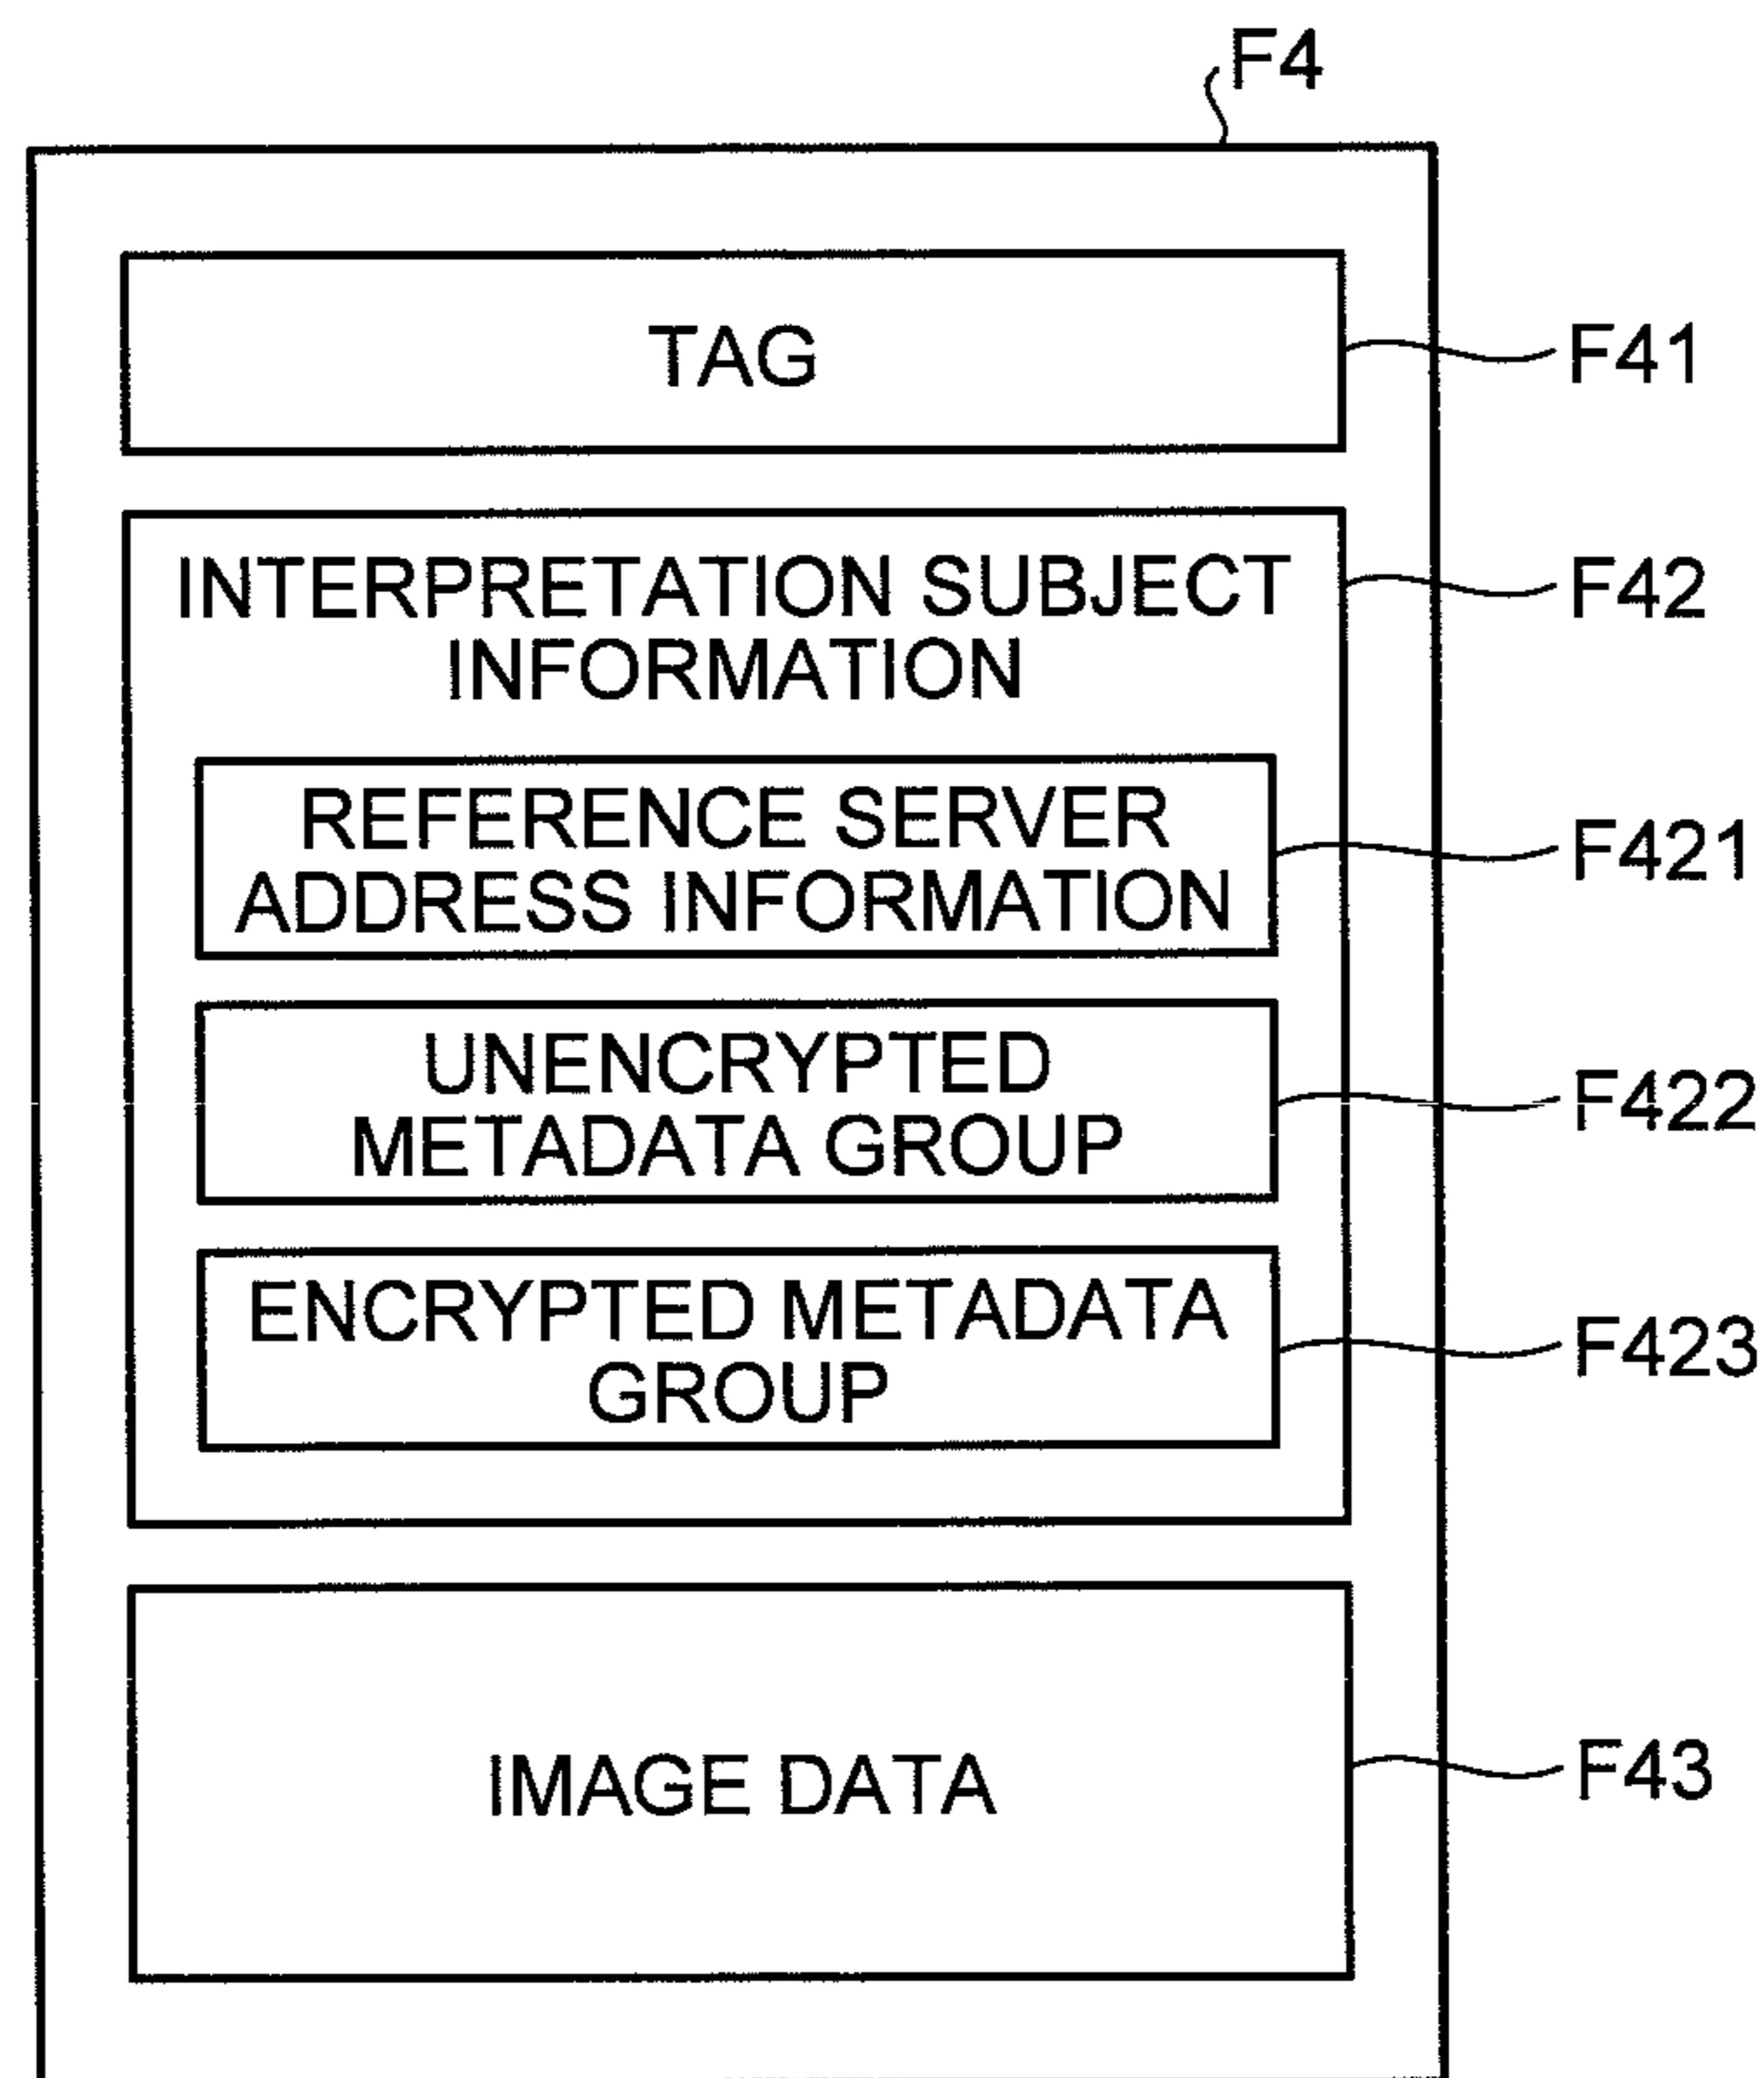 F4
TAG
F41
INTERPRETATION SUBJECT
INFORMATION
F42
REFERENCE SERVER
ADDRESS INFORMATION
F421
UNENCRYPTED
METADATA GROUP
F422
ENCRYPTED METADATA
GROUP
F423
IMAGE DATA
F43